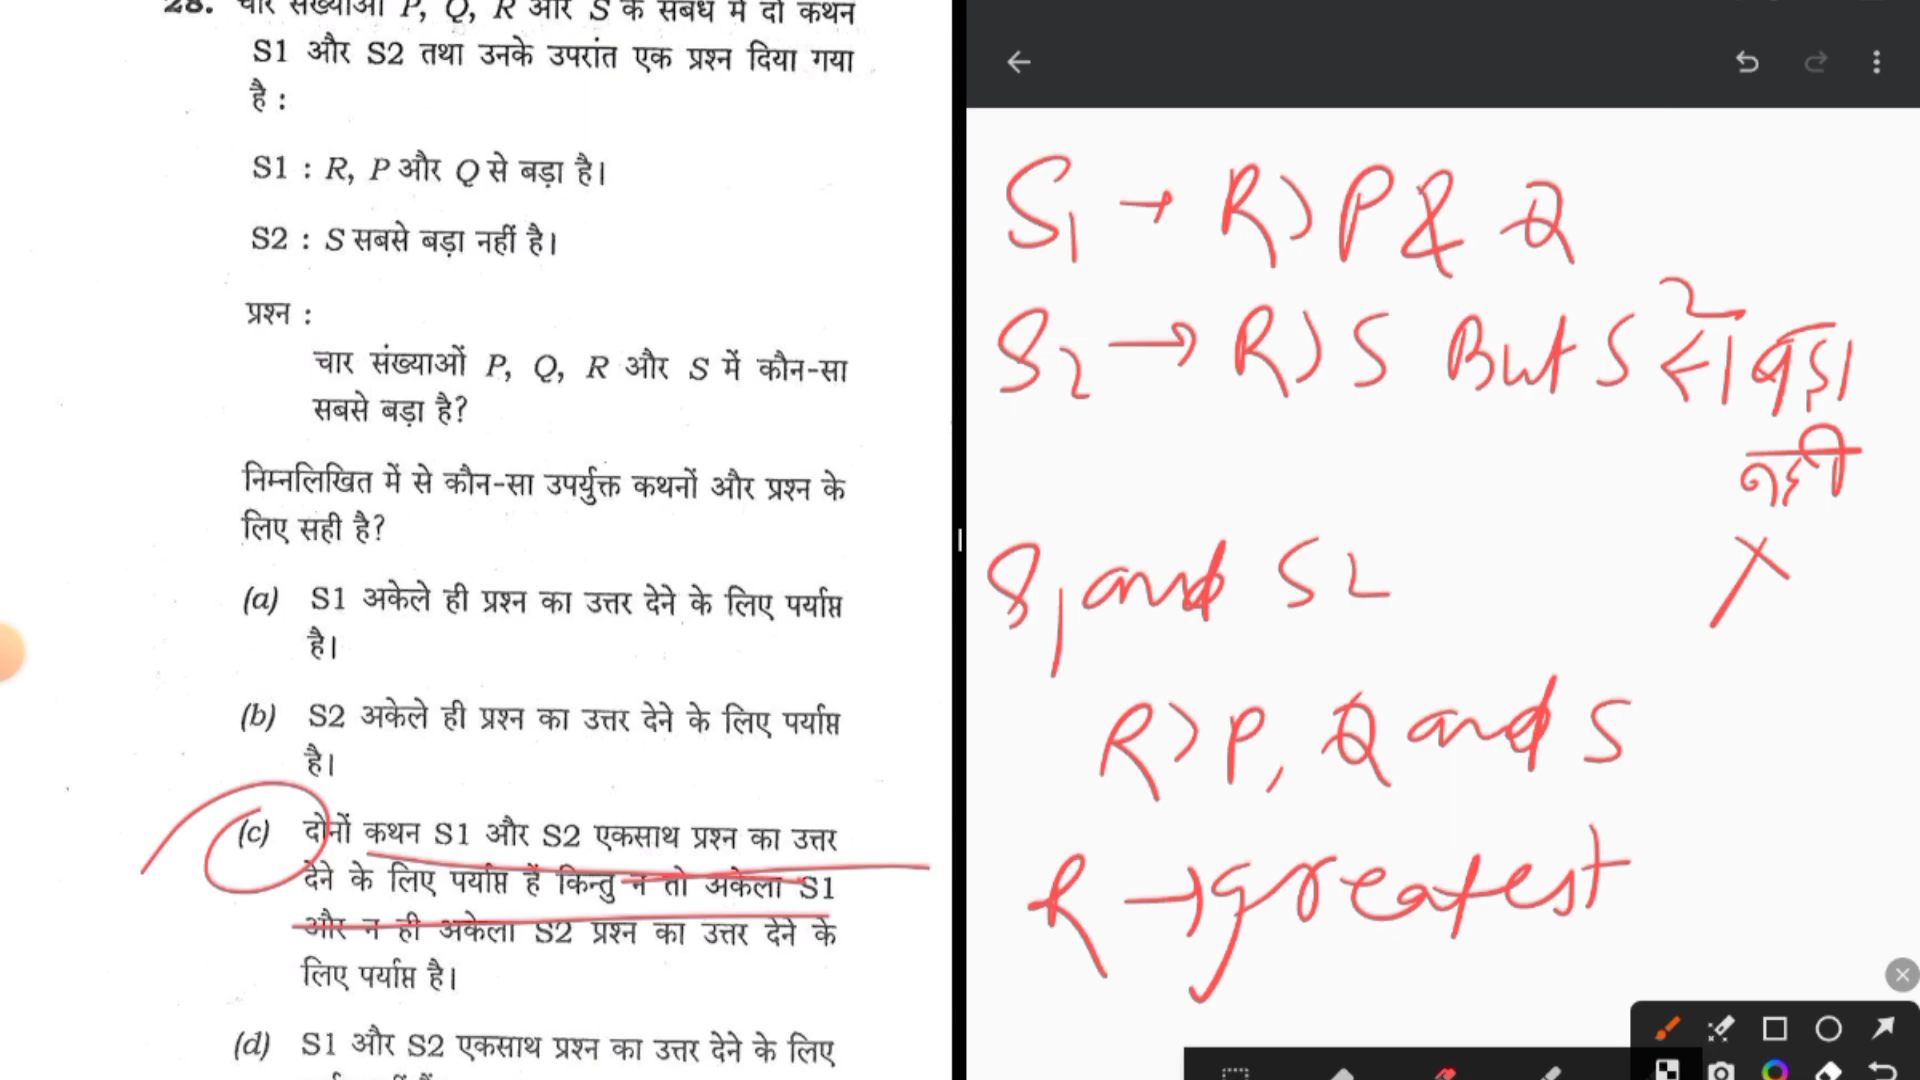 28. चार संख्याओं P, Q, R और S के संबंध में दो कथन
S1 और S2 तथा उनके उपरांत एक प्रश्न दिया गया
है :
S1 : R, P और Q से बड़ा है।
S2 : S सबसे बड़ा नहीं है।
प्रश्न :
चार संख्याओं P, Q, R और S में कौन-सा
सबसे बड़ा है?
निम्नलिखित में से कौन-सा उपर्युक्त कथनों और प्रश्न के
लिए सही है?
(a) S1 अकेले ही प्रश्न का उत्तर देने के लिए पर्याप्त
है।
(b) S2 अकेले ही प्रश्न का उत्तर देने के लिए पर्याप्त
है।
(c) दोनों कथन S1 और S2 एकसाथ प्रश्न का उत्तर
देने के लिए पर्याप्त हैं किन्तु न तो अकेला S1
और न ही अकेला S2 प्रश्न का उत्तर देने के
लिए पर्याप्त है।
(d) S1 और S2 एकसाथ प्रश्न का उत्तर देने के लिए
S1 → R > P & Q
S2 → R > S But S से बड़ा
नही
S1 and S2
R > P, Q and S
R → greatest